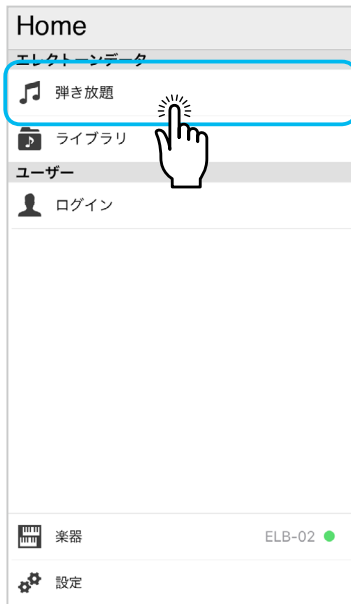 Home
エレクトーンデータ
弾き放題
ライブラリ
ユーザー
ログイン
楽器 ELB-02
設定